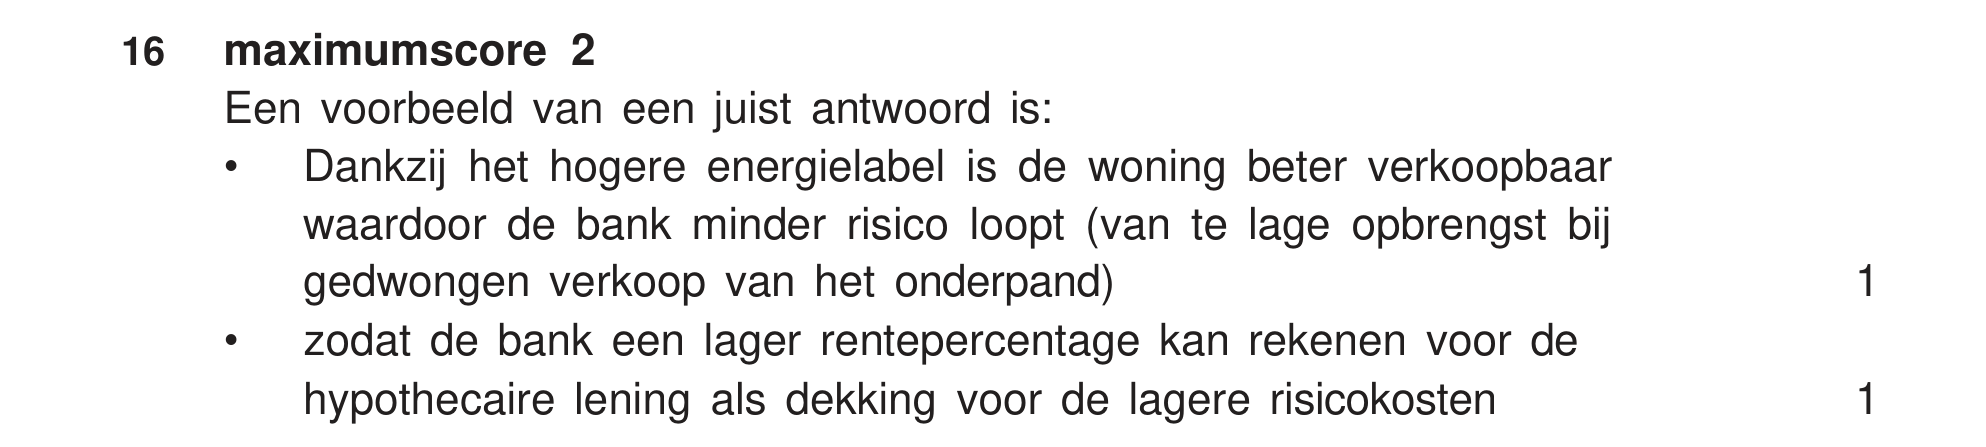 16 maximumscore 2
Een voorbeeld van een juist antwoord is:
• Dankzij het hogere energielabel is de woning beter verkoopbaar
waardoor de bank minder risico loopt (van te lage opbrengst bij
gedwongen verkoop van het onderpand) 1
• zodat de bank een lager rentepercentage kan rekenen voor de
hypothecaire lening als dekking voor de lagere risicokosten 1